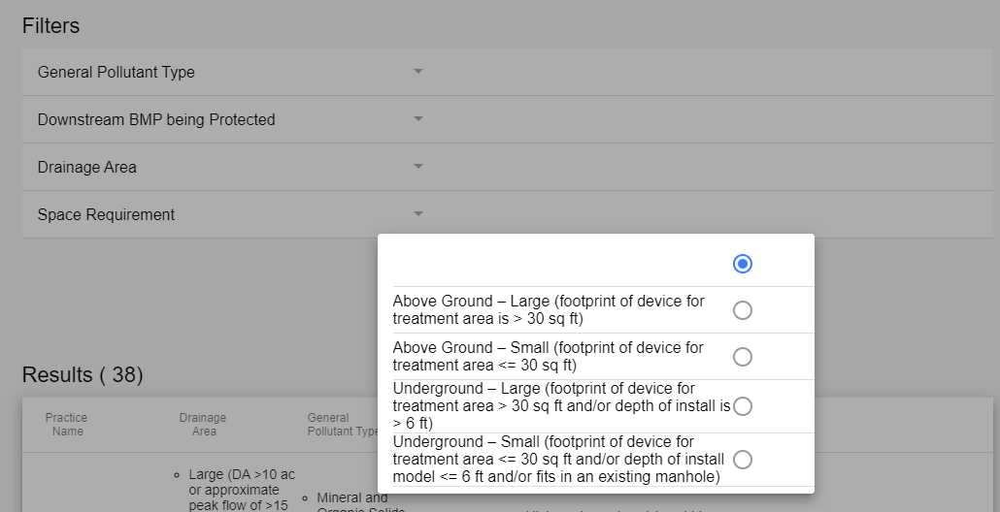 Filters
General Pollutant Type
Downstream BMP being Protected
Drainage Area
Space Requirement
Above Ground – Large (footprint of device for
treatment area is > 30 sq ft)
Above Ground – Small (footprint of device for
treatment area <= 30 sq ft)
Underground – Large (footprint of device for
treatment area > 30 sq ft and/or depth of install is
> 6 ft)
Underground – Small (footprint of device for
treatment area <= 30 sq ft and/or depth of install
model <= 6 ft and/or fits in an existing manhole)
Results ( 38)
Practice
Name
Drainage
Area
General
Pollutant Type
Large (DA >10 ac
or approximate
peak flow of >15
Mineral and
Organic Solids